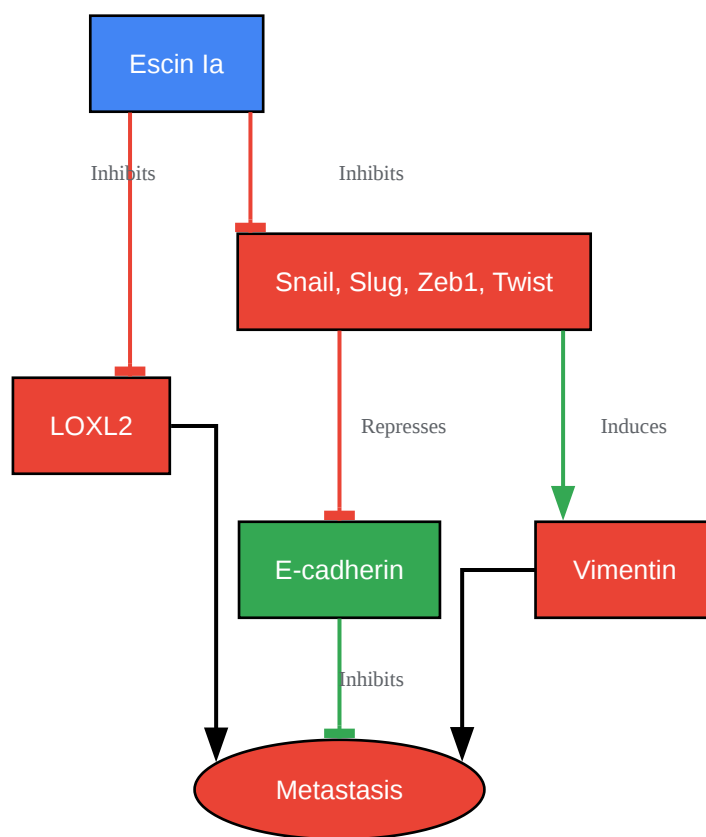 Escin Ia
Inhibits
Inhibits
Snail, Slug, Zeb1, Twist
LOXL2
Represses
Induces
E-cadherin
Vimentin
Inhibits
Metastasis